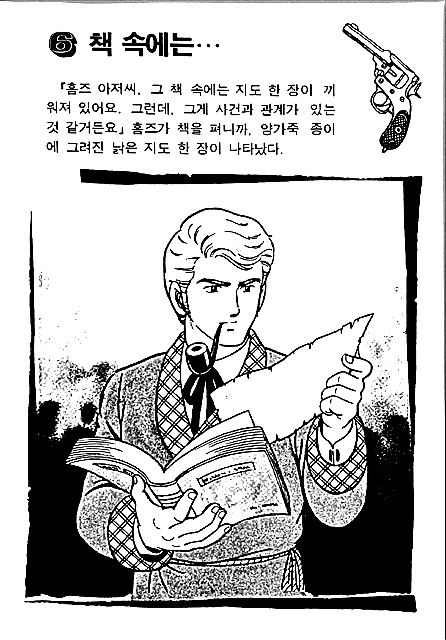 6 책 속에는…
『홈즈 아저씨, 그 책 속에는 지도 한 장이 끼
워져 있어요. 그런데, 그게 사건과 관계가 있는
것 같거든요」 홈즈가 책을 펴니까, 양가죽 종이
에 그려진 낡은 지도 한 장이 나타났다.